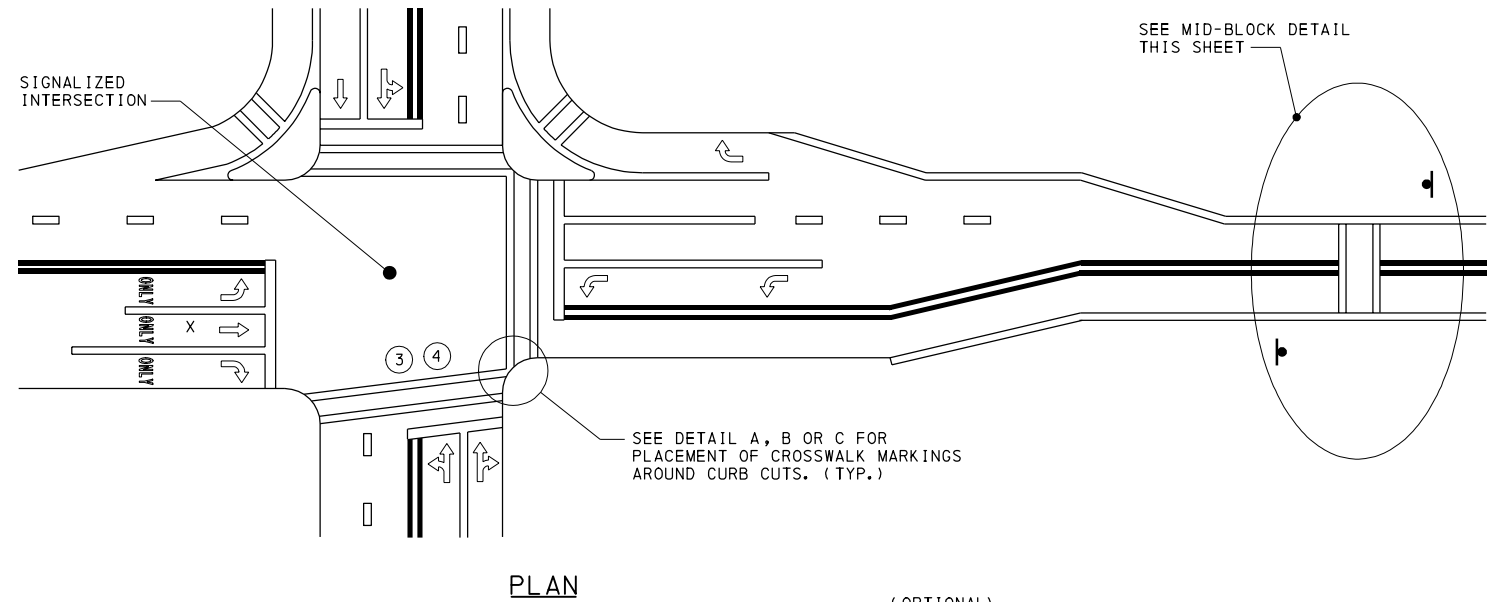 SEE MID-BLOCK DETAIL
THIS SHEET
SIGNALIZED
INTERSECTION
ONLY
ONLY
X
ONLY
3
4
SEE DETAIL A, B OR C FOR
PLACEMENT OF CROSSWALK MARKINGS
AROUND CURB CUTS. (TYP.)
PLAN
(OPTIONAL)